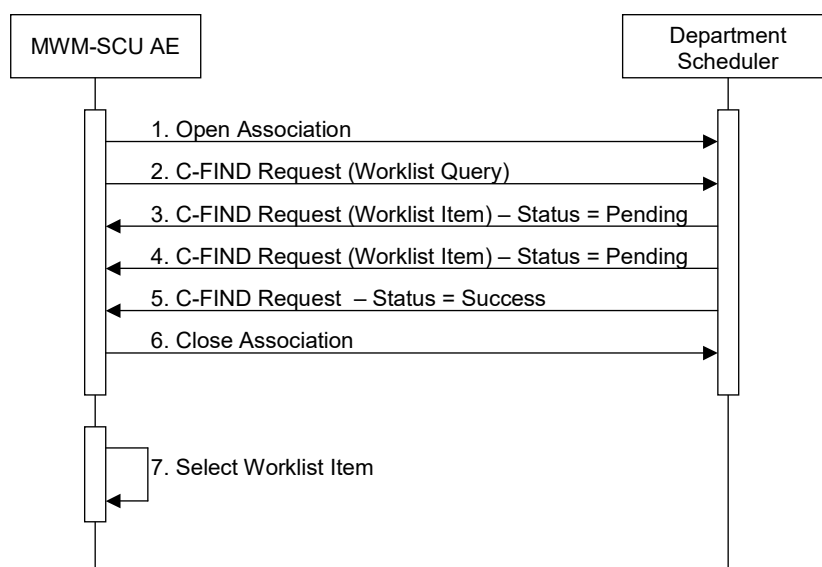 MWM-SCU AE
Department
Scheduler
1. Open Association
2. C-FIND Request (Worklist Query)
3. C-FIND Request (Worklist Item) – Status = Pending
4. C-FIND Request (Worklist Item) – Status = Pending
5. C-FIND Request – Status = Success
6. Close Association
7. Select Worklist Item